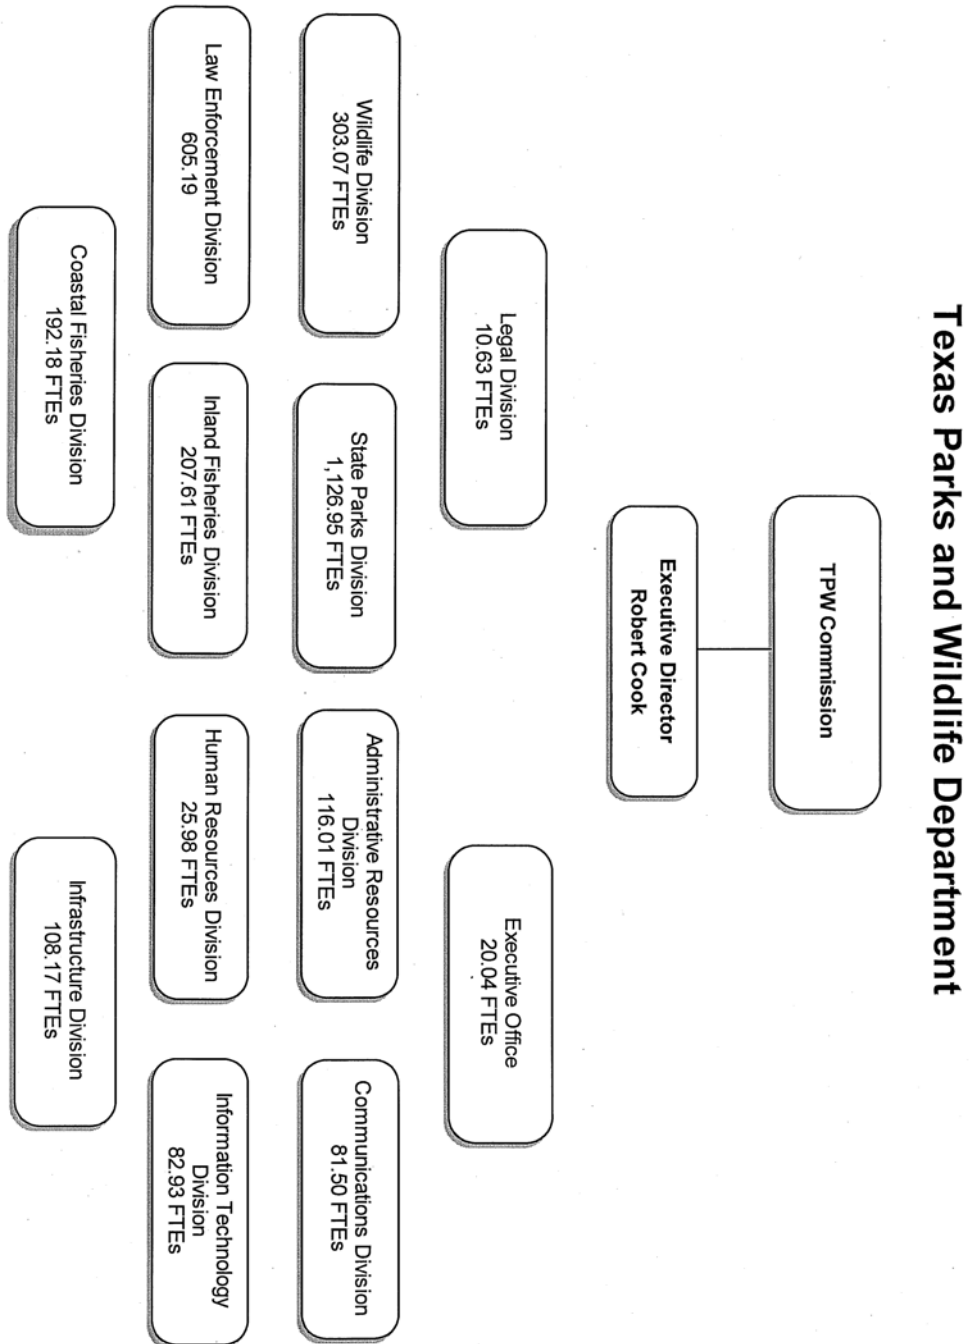 Texas Parks and Wildlife Department
TPW Commission
Executive Director
Robert Cook
Legal Division
10.63 FTEs
Executive Office
20.04 FTEs
Wildlife Division
303.07 FTEs
State Parks Division
1,126.95 FTEs
Administrative Resources
Division
116.01 FTEs
Communications Division
81.50 FTEs
Law Enforcement Division
605.19
Inland Fisheries Division
207.61 FTEs
Human Resources Division
25.98 FTEs
Information Technology
Division
82.93 FTEs
Coastal Fisheries Division
192.18 FTEs
Infrastructure Division
108.17 FTEs